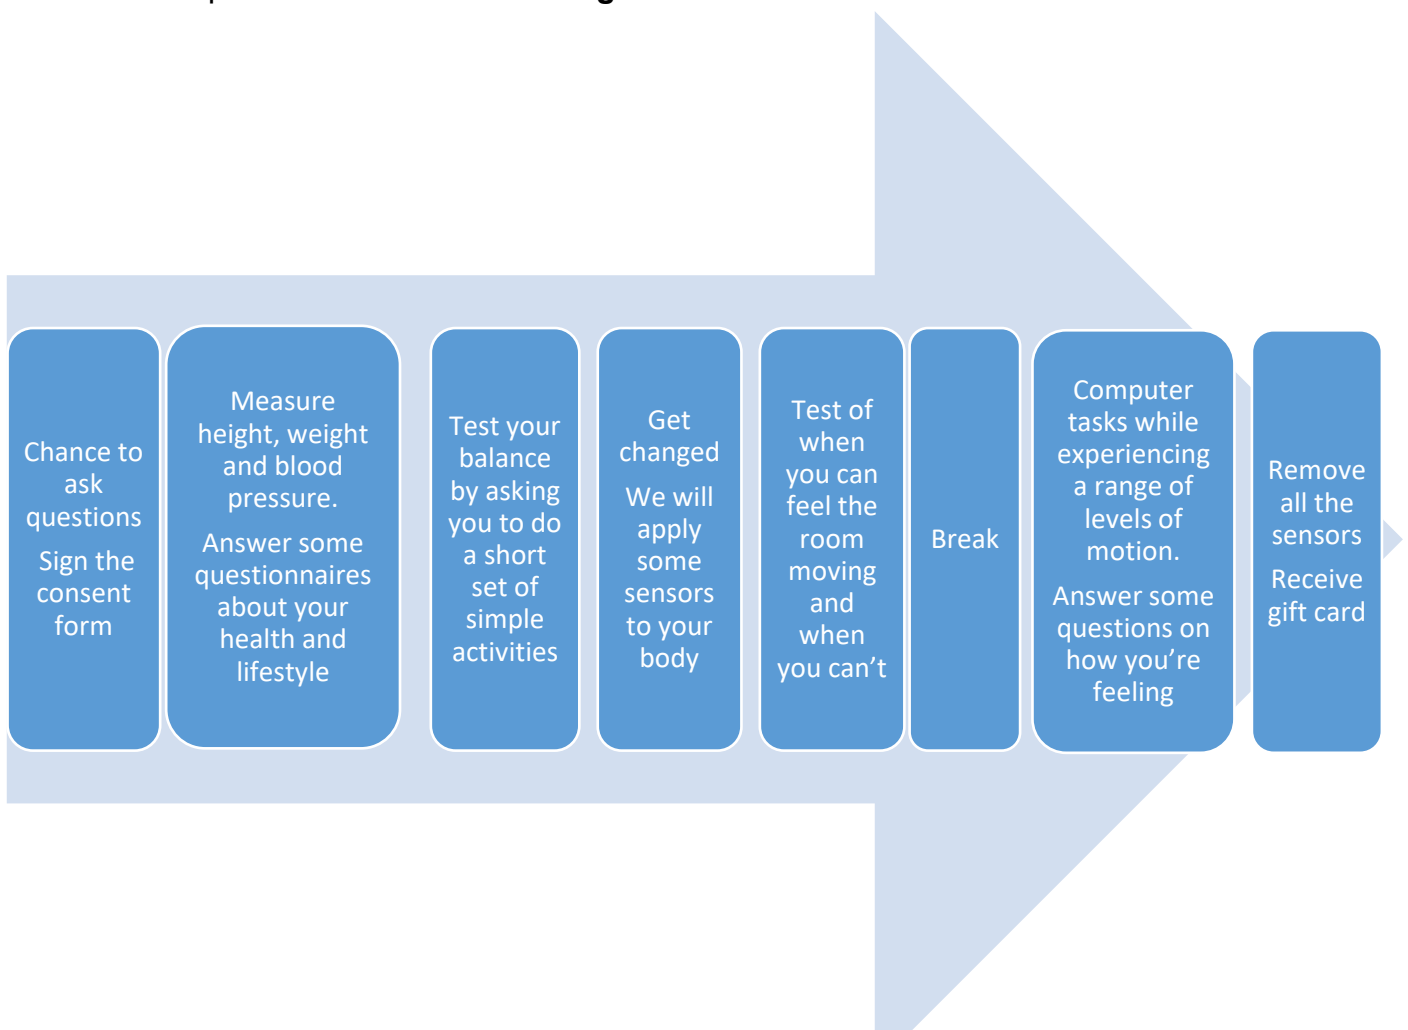 Chance to
ask
questions
Sign the
consent
form
Measure
height, weight
and blood
pressure.
Answer some
questionnaires
about your
health and
lifestyle
Test your
balance
by asking
you to do
a short
set of
simple
activities
Get
changed
We will
apply
some
sensors
to your
body
Test of
when
you can
feel the
room
moving
and
when
you can’t
Break
Computer
tasks while
experiencing
a range of
levels of
motion.
Answer some
questions on
how you’re
feeling
Remove
all the
sensors
Receive
gift card